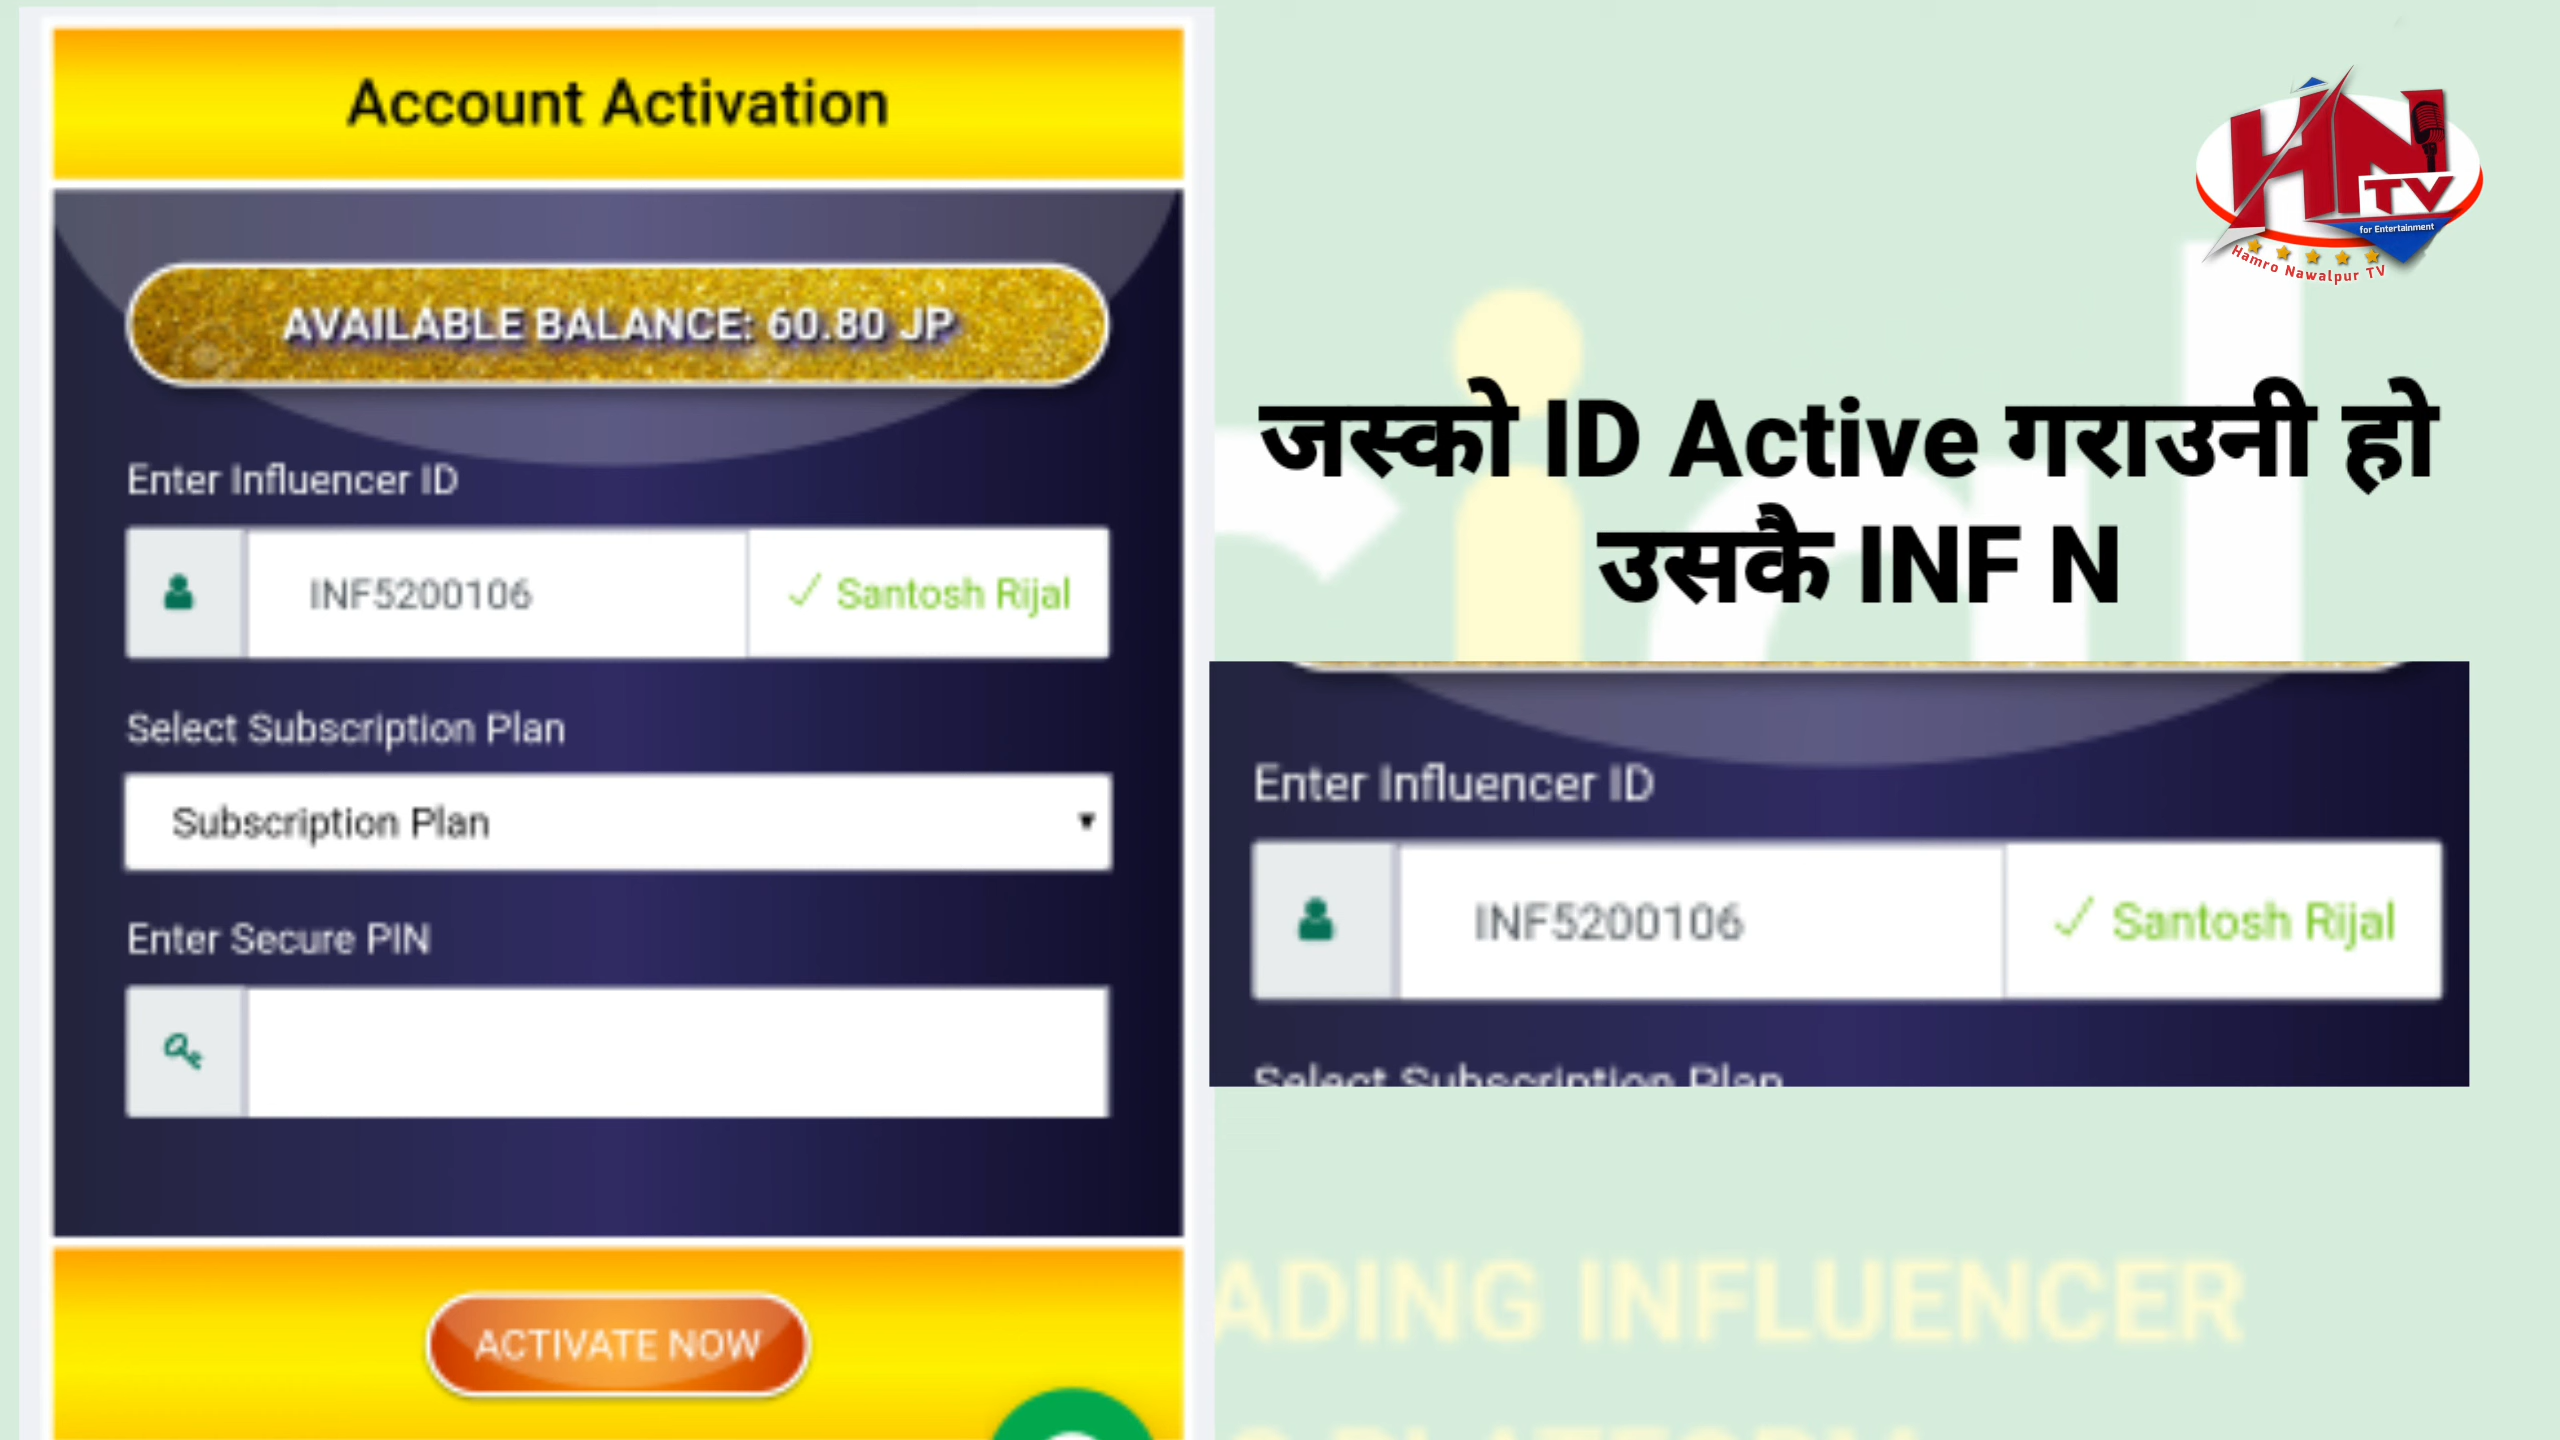 Account Activation
AVAILABLE BALANCE: 60.80 JP
Enter Influencer ID
INF5200106
✓ Santosh Rijal
Select Subscription Plan
Subscription Plan
Enter Secure PIN
ACTIVATE NOW
HN
TV
for Entertainment
Hamro Nawalpur TV
जस्को ID Active गराउनी हो
उसकै INF N
Enter Influencer ID
INF5200106
✓ Santosh Rijal
Select Subscription Plan
ADING INFLUENCER